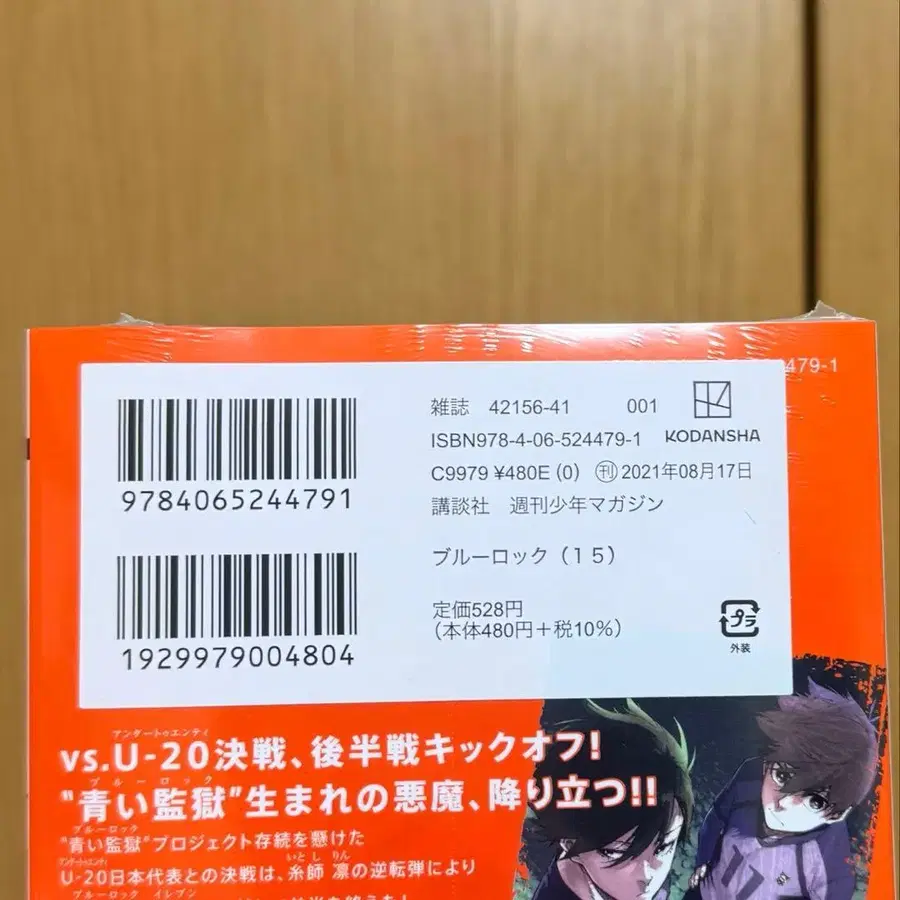 479-1
雑誌 42156-41 001
ISBN978-4-06-524479-1 KODANSHA
C9979 ¥480E (0) 刊 2021年08月17日
講談社 週刊少年マガジン
9784065244791
ブルーロック（１５）
定価528円
（本体480円＋税10％）
プラ
外装
1929979004804
アンダートゥエンティ
vs.U-20決戦、後半戦キックオフ!
ブルーロック
"青い監獄"生まれの悪魔、降り立つ!!
ブルーロック
"青い監獄"プロジェクト存続を懸けた
アンダートゥエンティ いとし りん
U-20日本代表との決戦は、糸師 凛の逆転弾により
ブルーロック イレブン